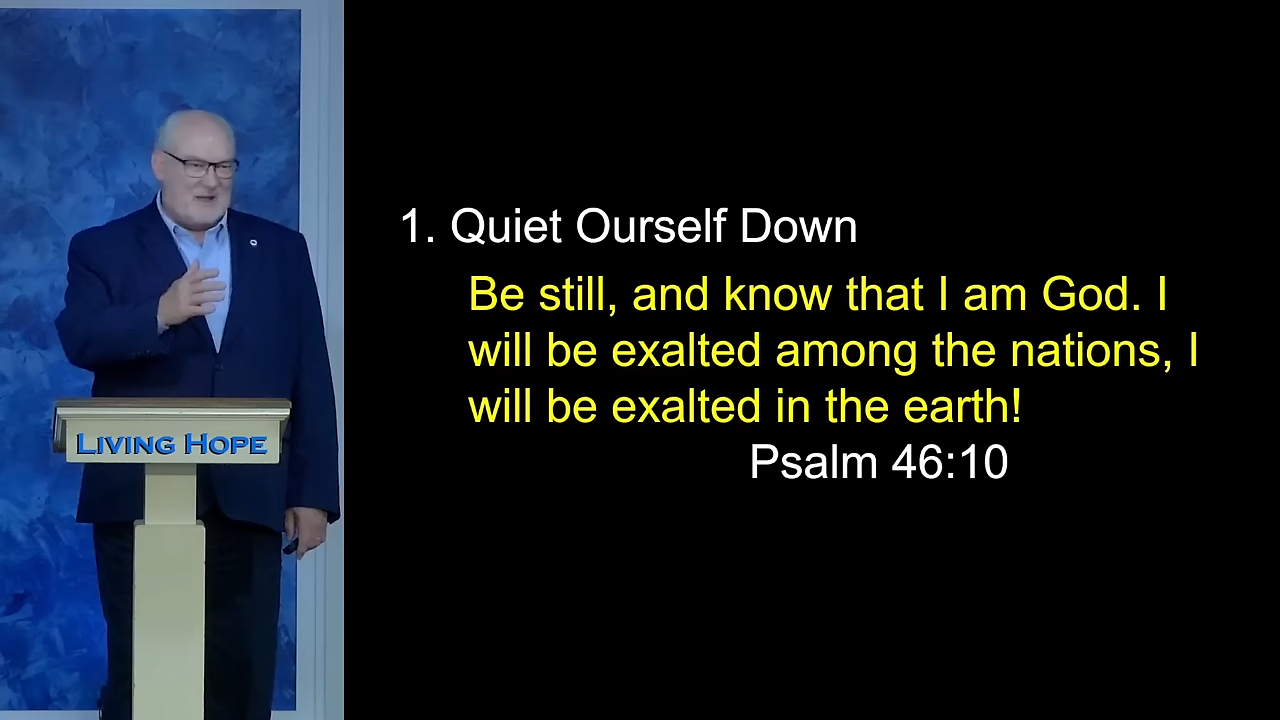 1. Quiet Ourself Down
Be still, and know that I am God. I
will be exalted among the nations, I
will be exalted in the earth!
Psalm 46:10
LIVING HOPE